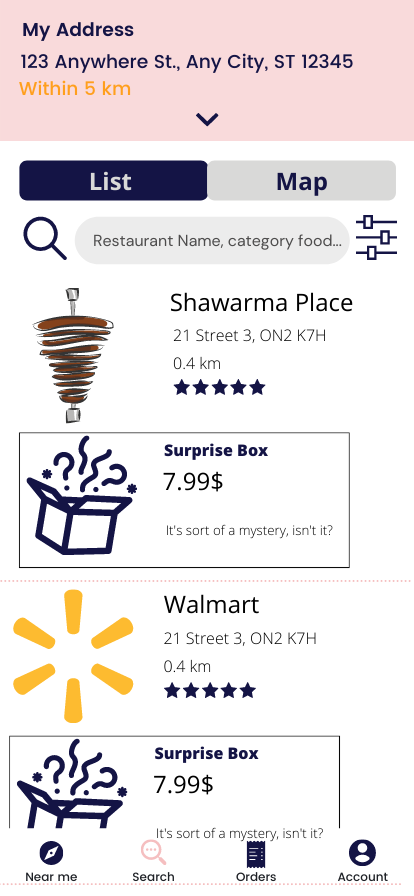 My Address
123 Anywhere St., Any City, ST 12345
Within 5 km
List Map
Restaurant Name, category food...
Shawarma Place
21 Street 3, ON2 K7H
0.4 km
Surprise Box
7.99$
It's sort of a mystery, isn't it?
Walmart
21 Street 3, ON2 K7H
0.4 km
Surprise Box
7.99$
It's sort of a mystery, isn't it?
Near me Search Orders Account